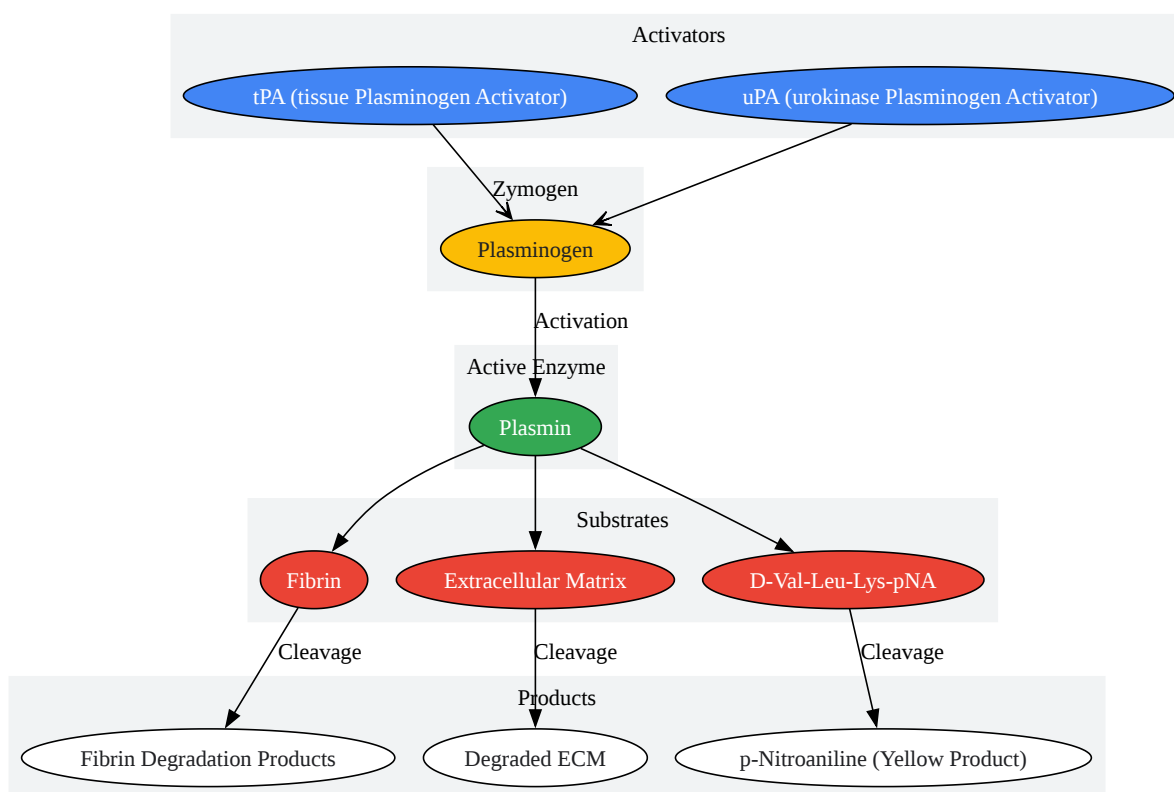 Activators
tPA (tissue Plasminogen Activator)
uPA (urokinase Plasminogen Activator)
Zymogen
Plasminogen
Activation
Active Enzyme
Plasmin
Substrates
Fibrin
Extracellular Matrix
D-Val-Leu-Lys-pNA
Cleavage
Cleavage
Cleavage
Products
Fibrin Degradation Products
Degraded ECM
p-Nitroaniline (Yellow Product)